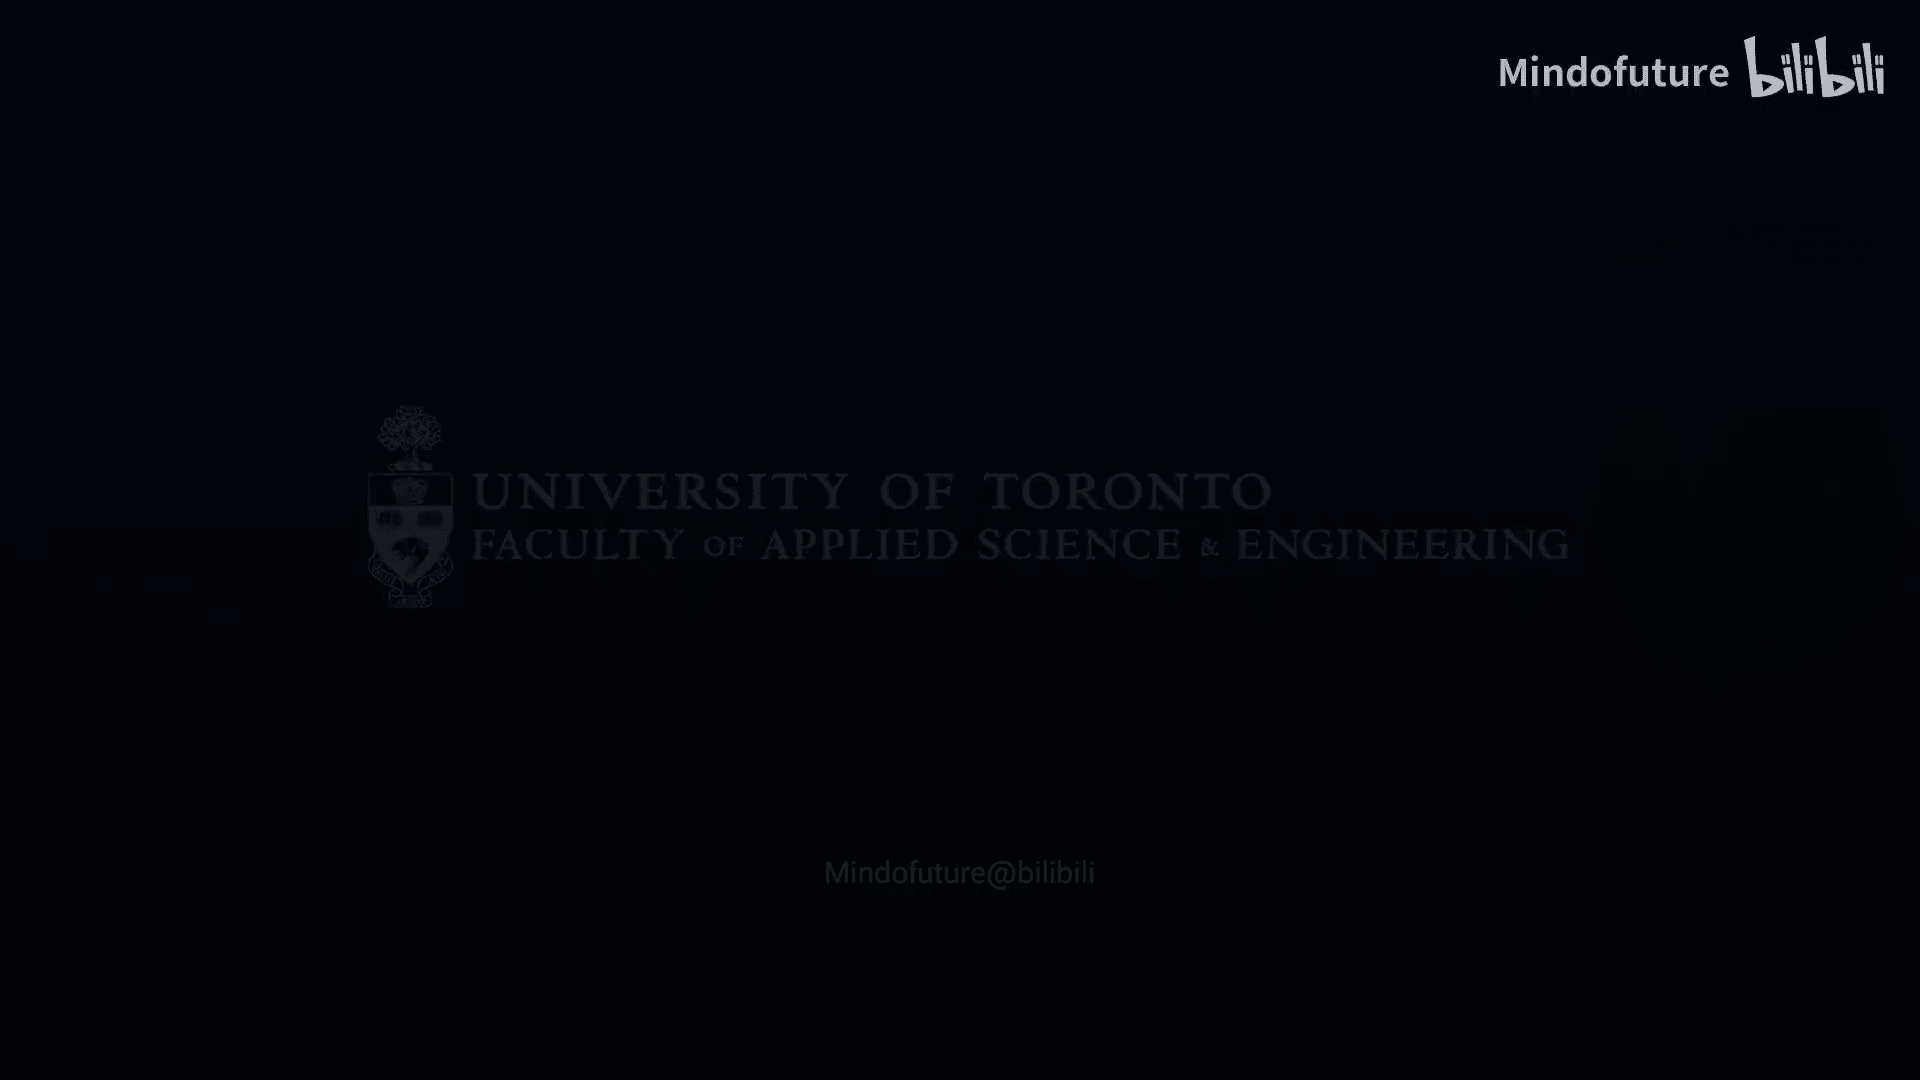 Mindofuture bilibili
UNIVERSITY OF TORONTO
FACULTY OF APPLIED SCIENCE & ENGINEERING
Mindofuture@bilibili